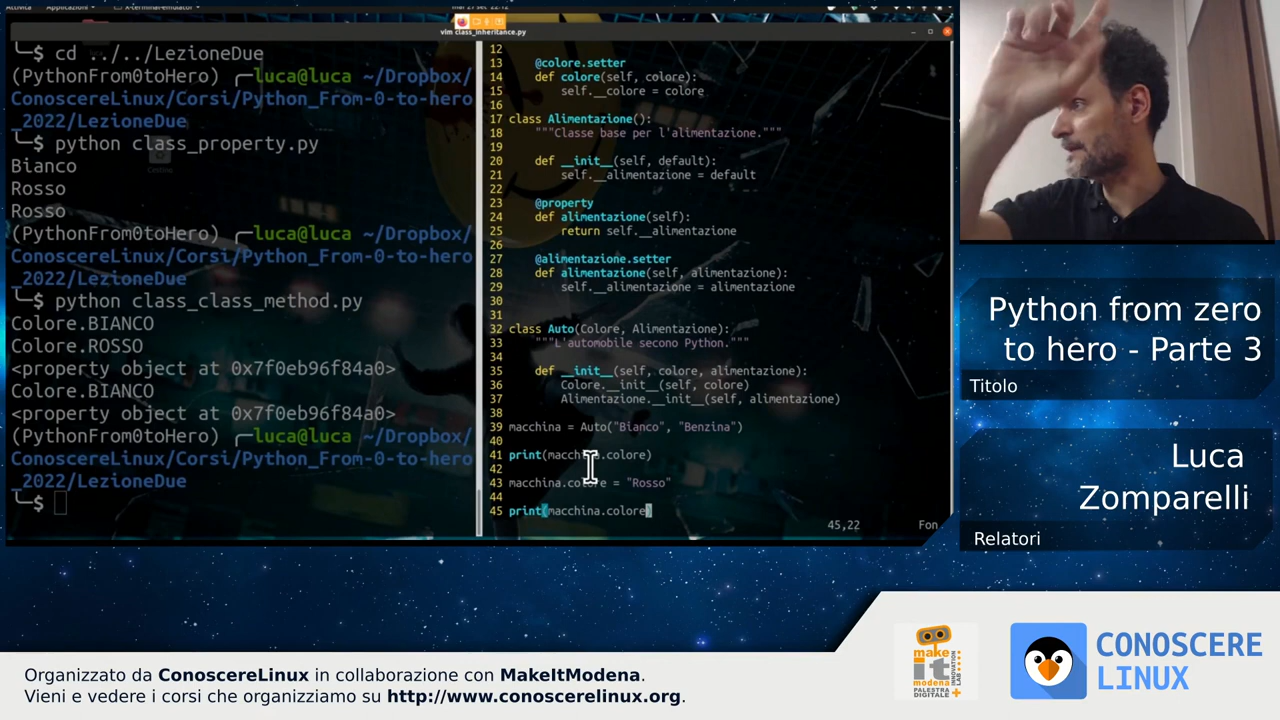 vim class_inheritance.py
└─$ cd ../../LezioneDue
(PythonFrom0toHero) ┌─luca@luca ~/Dropbox/
ConoscereLinux/Corsi/Python_From-0-to-hero
_2022/LezioneDue
└─$ python class_property.py
Bianco
Rosso
Rosso
(PythonFrom0toHero) ┌─luca@luca ~/Dropbox/
ConoscereLinux/Corsi/Python_From-0-to-hero
_2022/LezioneDue
└─$ python class_class_method.py
Colore.BIANCO
Colore.ROSSO
<property object at 0x7f0eb96f84a0>
Colore.BIANCO
<property object at 0x7f0eb96f84a0>
(PythonFrom0toHero) ┌─luca@luca ~/Dropbox/
ConoscereLinux/Corsi/Python_From-0-to-hero
_2022/LezioneDue
└─$
12
13 @colore.setter
14 def colore(self, colore):
15 self.__colore = colore
16
17 class Alimentazione():
18 """Classe base per l'alimentazione."""
19
20 def __init__(self, default):
21 self.__alimentazione = default
22
23 @property
24 def alimentazione(self):
25 return self.__alimentazione
26
27 @alimentazione.setter
28 def alimentazione(self, alimentazione):
29 self.__alimentazione = alimentazione
30
31
32 class Auto(Colore, Alimentazione):
33 """L'automobile secono Python."""
34
35 def __init__(self, colore, alimentazione):
36 Colore.__init__(self, colore)
37 Alimentazione.__init__(self, alimentazione)
38
39 macchina = Auto("Bianco", "Benzina")
40
41 print(macchina.colore)
42
43 macchina.colore = "Rosso"
44
45 print(macchina.colore)
45,22 Fon
Python from zero
to hero - Parte 3
Titolo
Luca
Zomparelli
Relatori
make
it
modena
PALESTRA
DIGITALE
INNOVATION
LAB
CONOSCERE
LINUX
Organizzato da ConoscereLinux in collaborazione con MakeItModena.
Vieni e vedere i corsi che organizziamo su http://www.conoscerelinux.org.